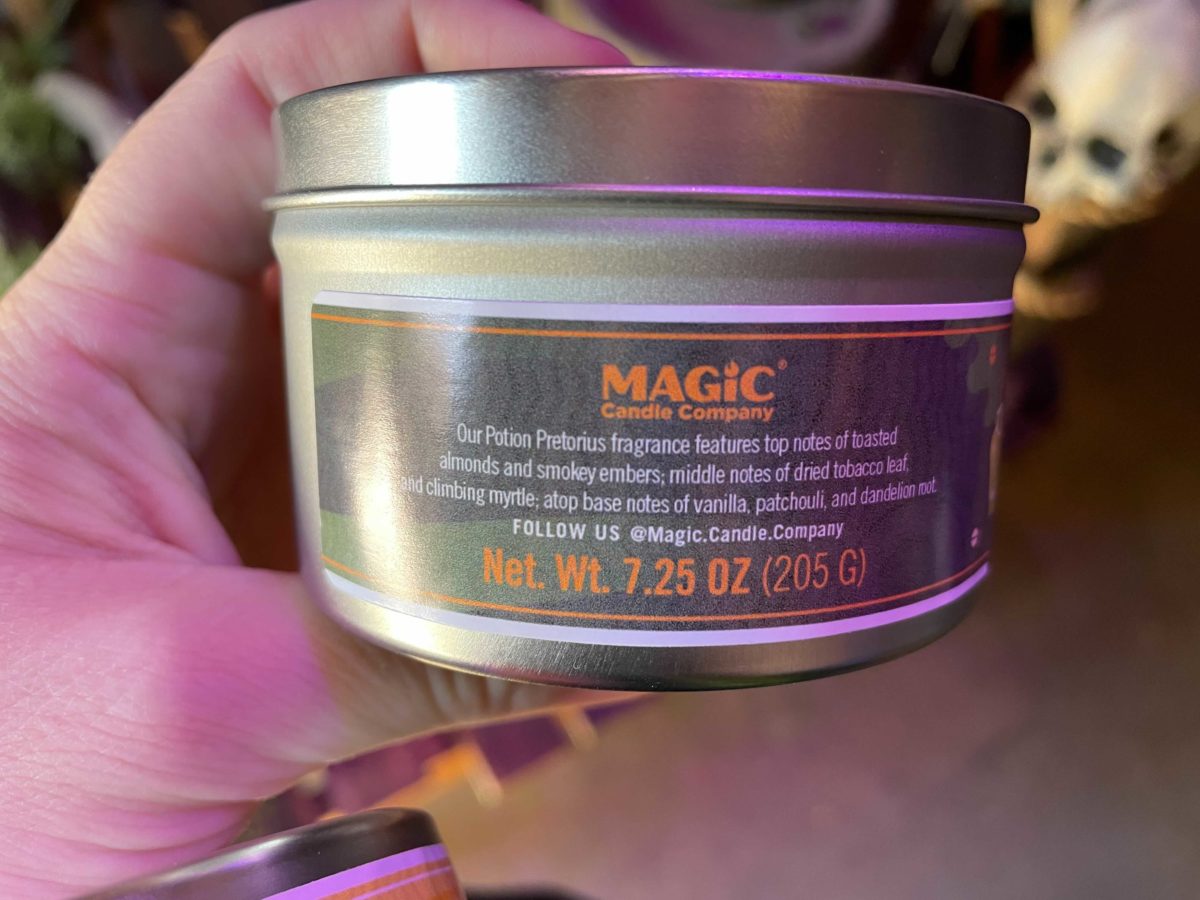 MAGiC®
Candle Company
Our Potion Pretorius fragrance features top notes of toasted
almonds and smokey embers; middle notes of dried tobacco leaf,
and climbing myrtle; atop base notes of vanilla, patchouli, and dandelion root.
FOLLOW US @Magic.Candle.Company
Net. Wt. 7.25 OZ (205 G)